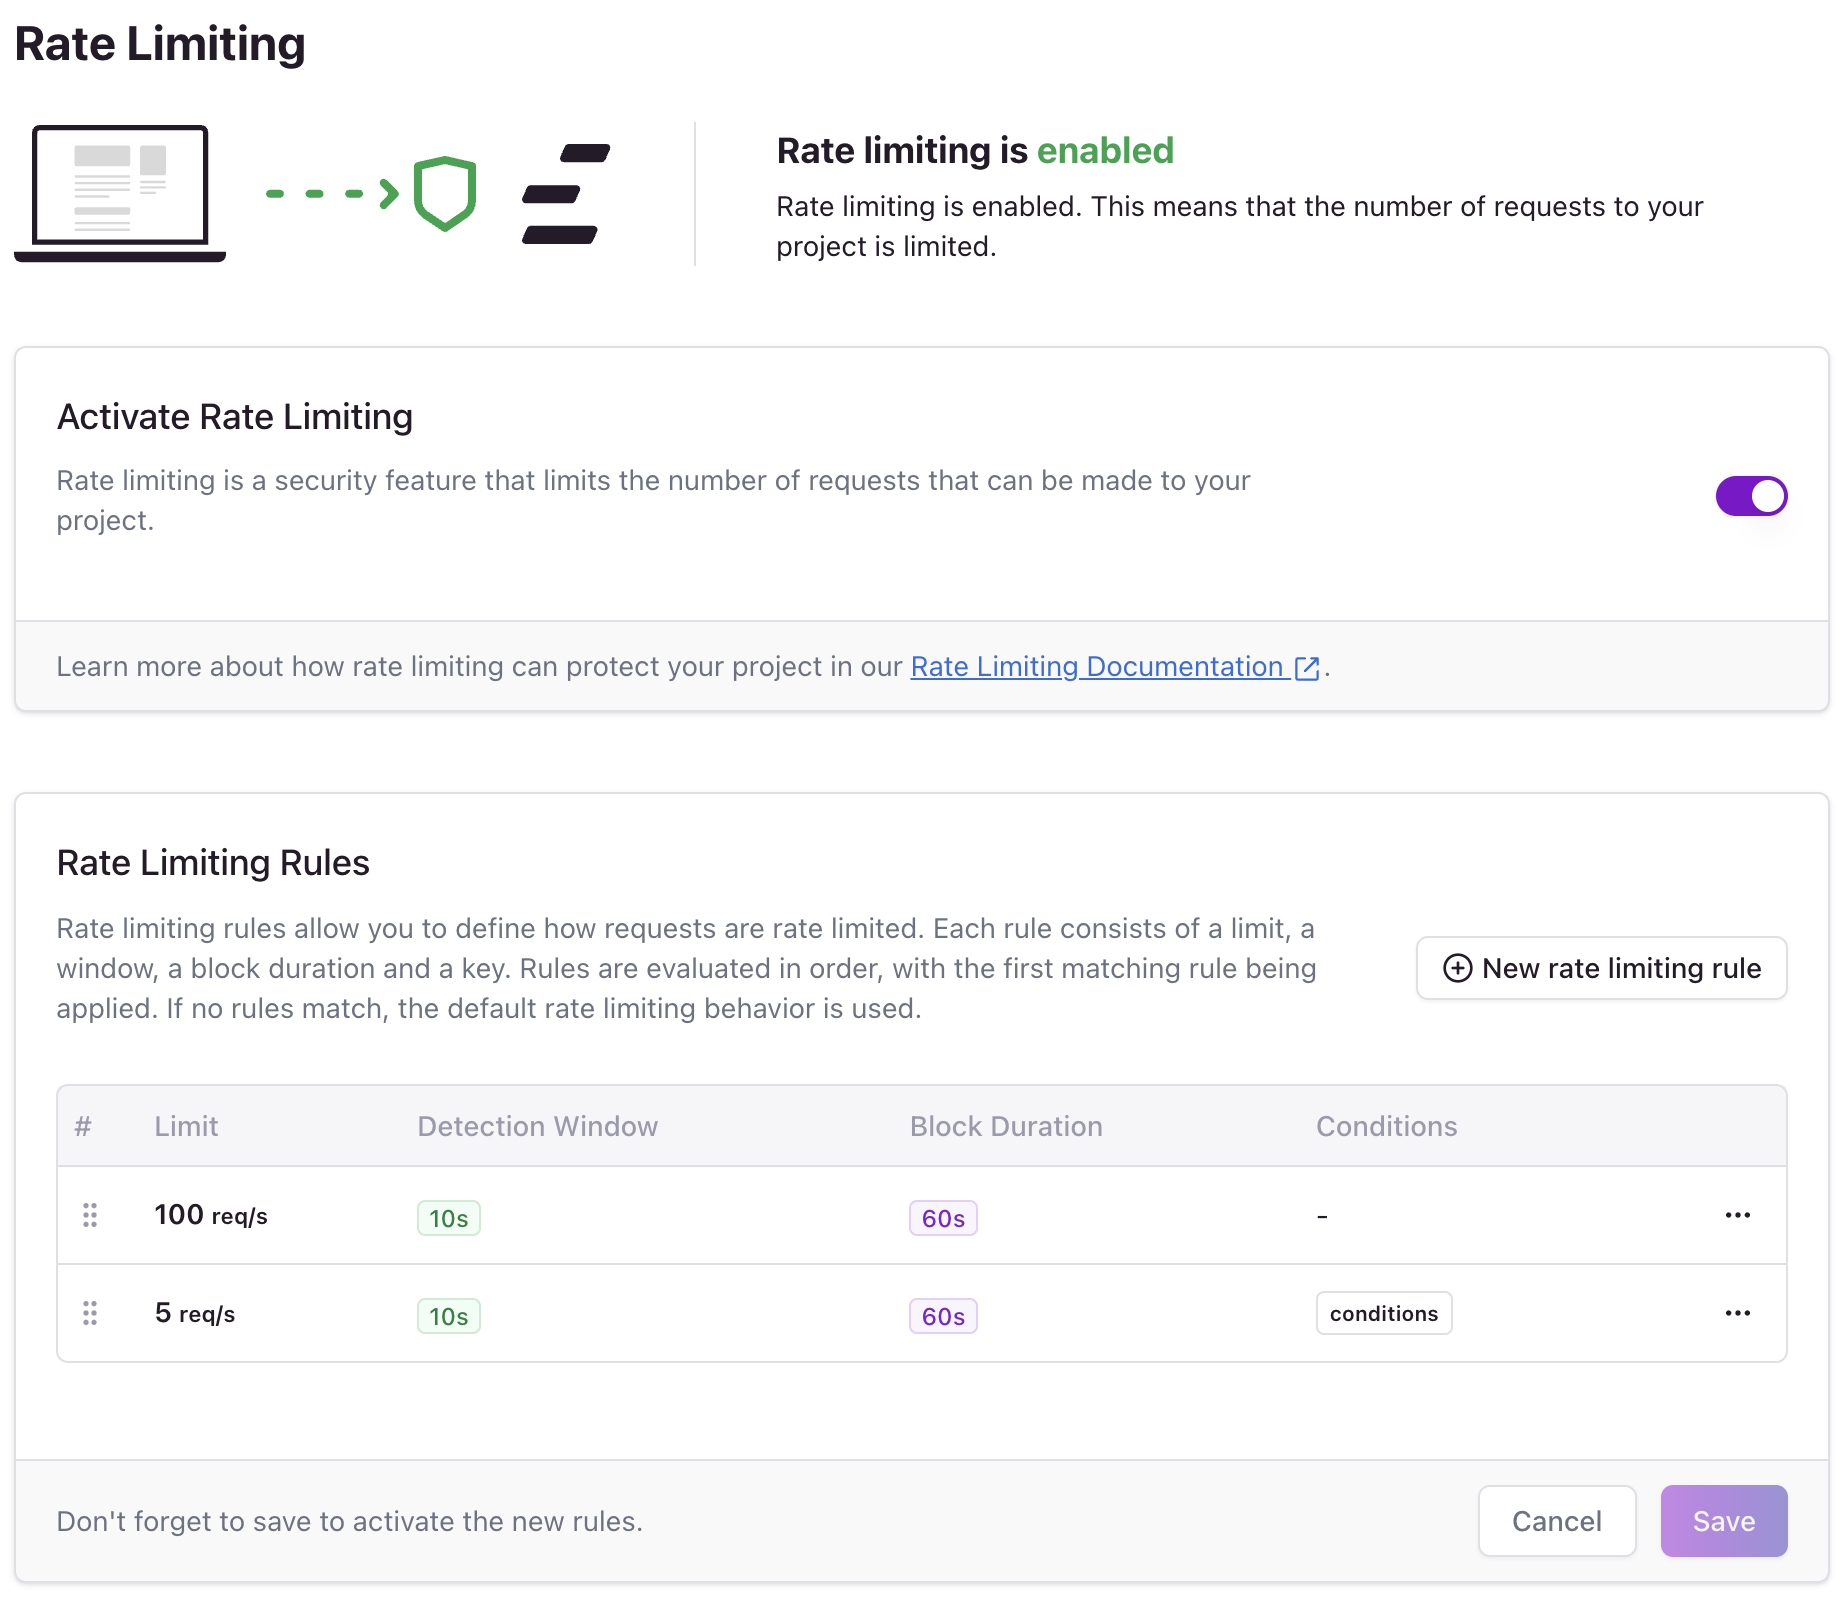 Rate Limiting
Rate limiting is enabled
Rate limiting is enabled. This means that the number of requests to your
project is limited.
Activate Rate Limiting
Rate limiting is a security feature that limits the number of requests that can be made to your
project.
Learn more about how rate limiting can protect your project in our Rate Limiting Documentation.
Rate Limiting Rules
Rate limiting rules allow you to define how requests are rate limited. Each rule consists of a limit, a
window, a block duration and a key. Rules are evaluated in order, with the first matching rule being
applied. If no rules match, the default rate limiting behavior is used.
New rate limiting rule
# Limit Detection Window Block Duration Conditions
100 req/s 10s 60s -
5 req/s 10s 60s conditions
Don't forget to save to activate the new rules.
Cancel Save